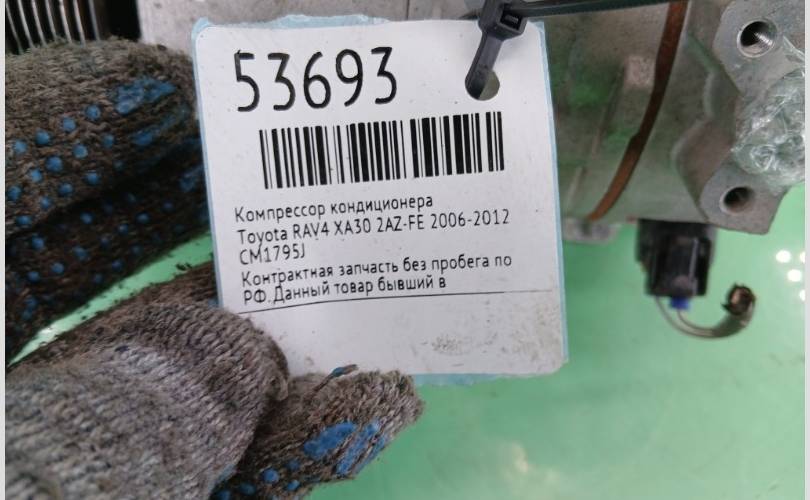 53693
Компрессор кондиционера
Toyota RAV4 XA30 2AZ-FE 2006-2012
CM1795J
Контрактная запчасть без пробега по
РФ.Данный товар бывший в